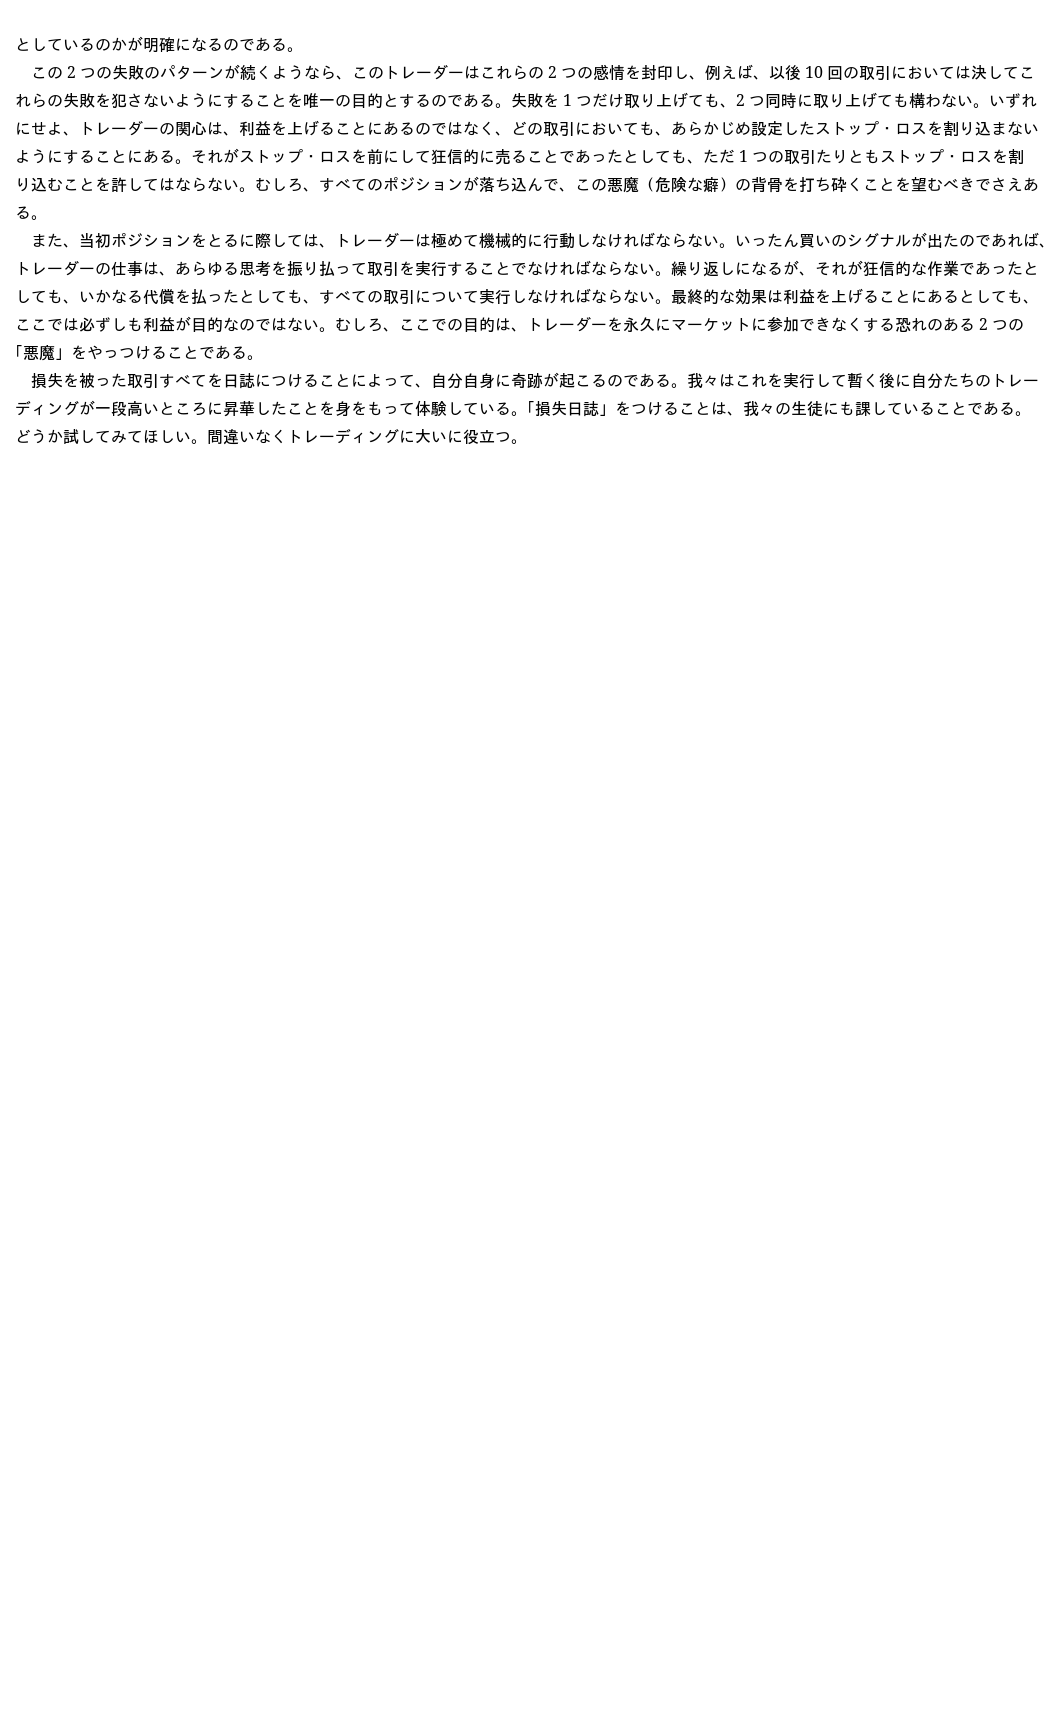 としているのかが明確になるのである。
　この 2 つの失敗のパターンが続くようなら、このトレーダーはこれらの 2 つの感情を封印し、例えば、以後 10 回の取引においては決してこ
れらの失敗を犯さないようにすることを唯一の目的とするのである。失敗を 1 つだけ取り上げても、2 つ同時に取り上げても構わない。いずれ
にせよ、トレーダーの関心は、利益を上げることにあるのではなく、どの取引においても、あらかじめ設定したストップ・ロスを割り込まない
ようにすることにある。それがストップ・ロスを前にして狂信的に売ることであったとしても、ただ 1 つの取引たりともストップ・ロスを割
り込むことを許してはならない。むしろ、すべてのポジションが落ち込んで、この悪魔（危険な癖）の背骨を打ち砕くことを望むべきでさえあ
る。
　また、当初ポジションをとるに際しては、トレーダーは極めて機械的に行動しなければならない。いったん買いのシグナルが出たのであれば、
トレーダーの仕事は、あらゆる思考を振り払って取引を実行することでなければならない。繰り返しになるが、それが狂信的な作業であったと
しても、いかなる代償を払ったとしても、すべての取引について実行しなければならない。最終的な効果は利益を上げることにあるとしても、
ここでは必ずしも利益が目的なのではない。むしろ、ここでの目的は、トレーダーを永久にマーケットに参加できなくする恐れのある 2 つの
「悪魔」をやっつけることである。
　損失を被った取引すべてを日誌につけることによって、自分自身に奇跡が起こるのである。我々はこれを実行して暫く後に自分たちのトレー
ディングが一段高いところに昇華したことを身をもって体験している。「損失日誌」をつけることは、我々の生徒にも課していることである。
どうか試してみてほしい。間違いなくトレーディングに大いに役立つ。